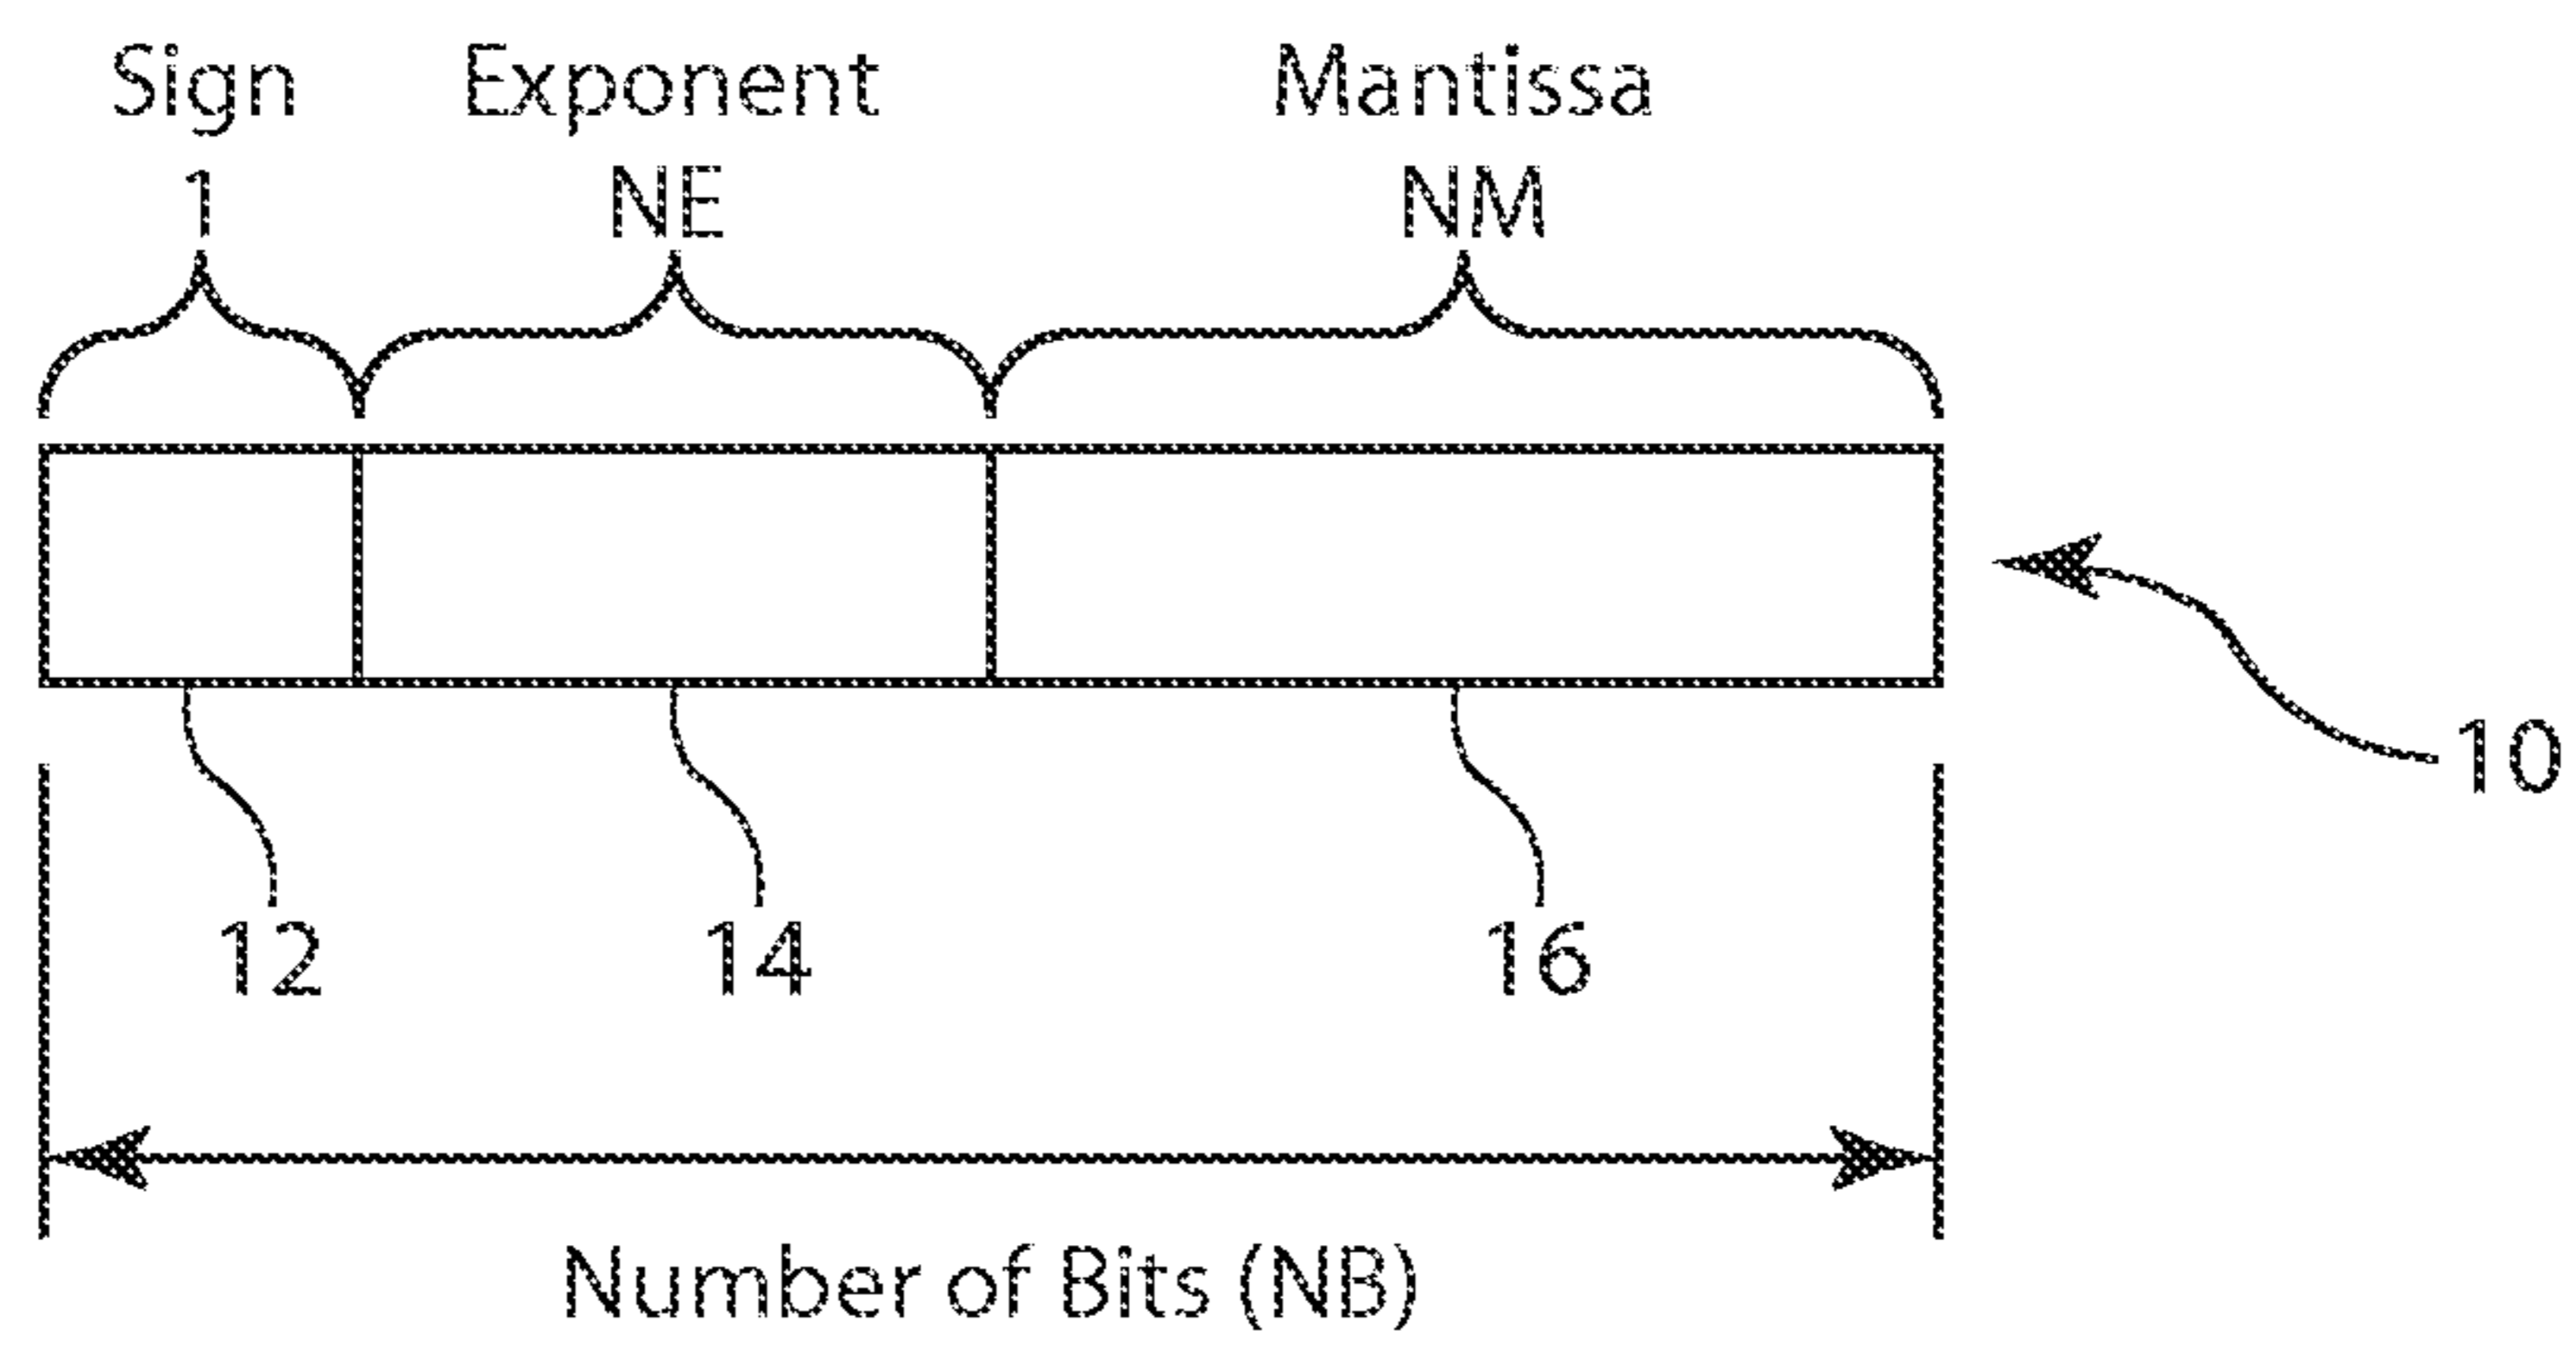 Sign Exponent Mantissa
1 NE NM
10
12 14 16
Number of Bits (NB)